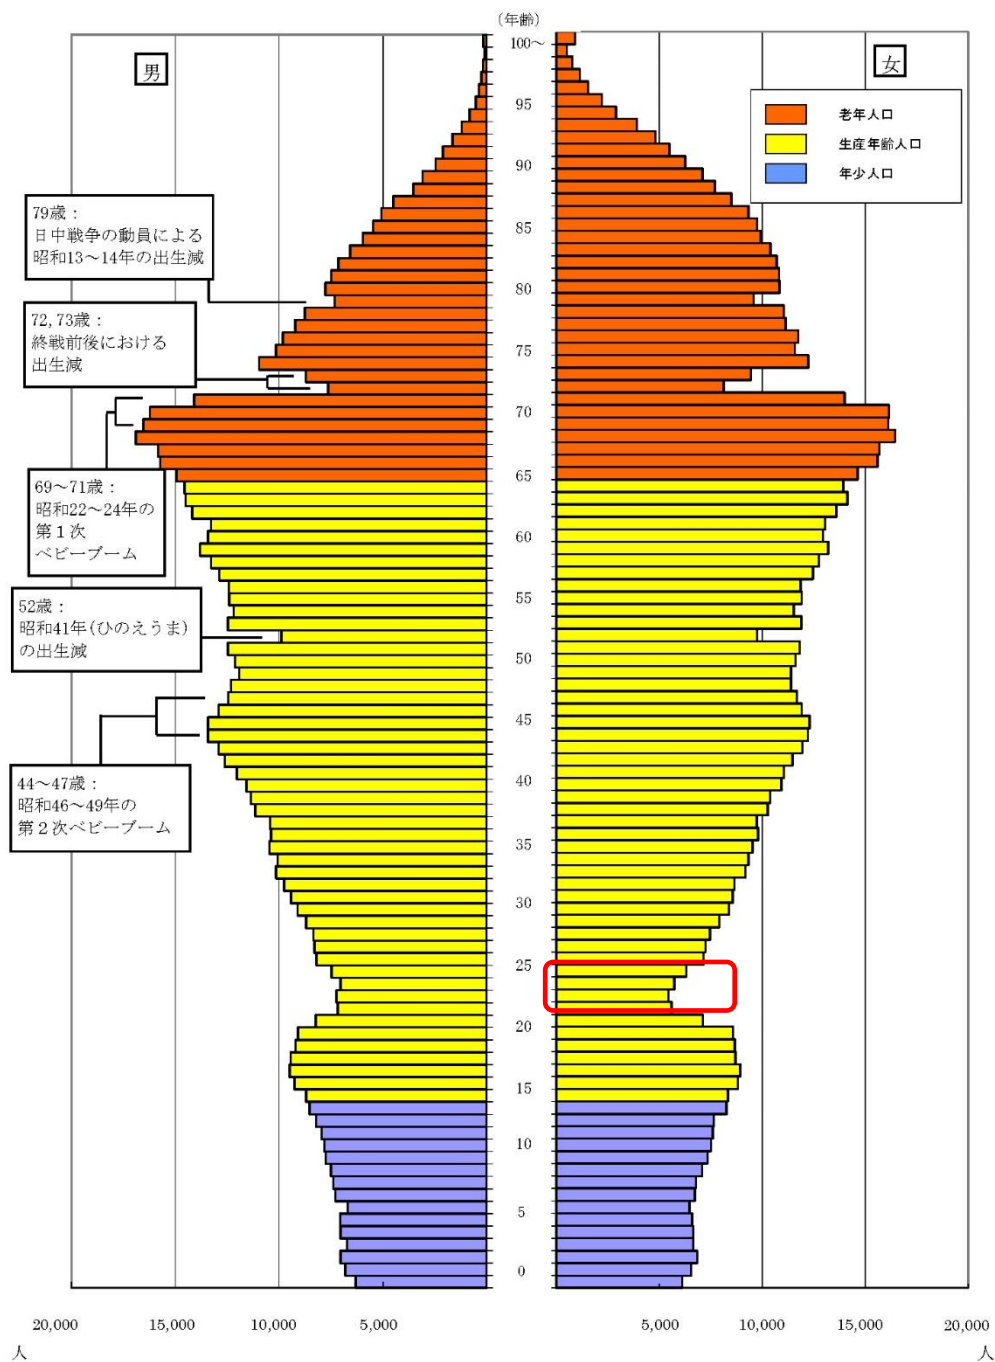 （年齢）
100～
男
女
95
老年人口
生産年齢人口
年少人口
90
79歳：
日中戦争の動員による
昭和13～14年の出生減
85
80
72,73歳：
終戦前後における
出生減
75
70
65
69～71歳：
昭和22～24年の
第１次
ベビーブーム
60
55
52歳：
昭和41年(ひのえうま)
の出生減
50
45
44～47歳：
昭和46～49年の
第２次ベビーブーム
40
35
30
25
20
15
10
5
0
20,000 15,000 10,000 5,000 5,000 10,000 15,000 20,000
人 人